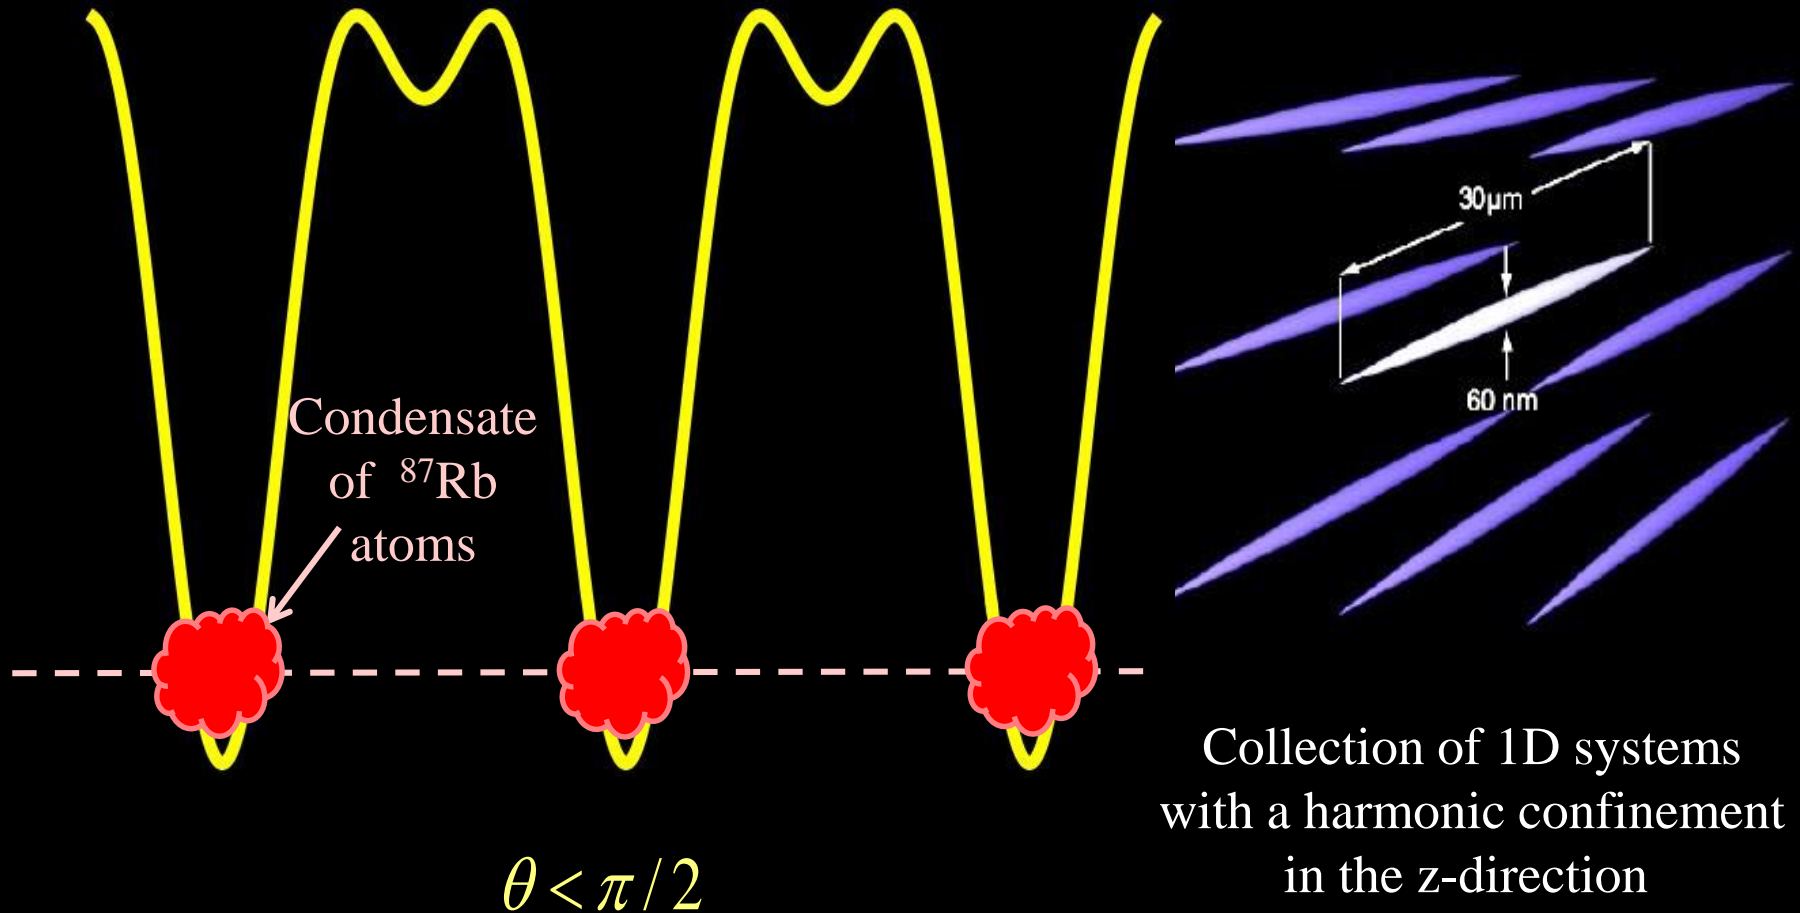 Condensate
of ⁸⁷Rb
atoms
θ < π / 2
30µm
60 nm
Collection of 1D systems
with a harmonic confinement
in the z-direction